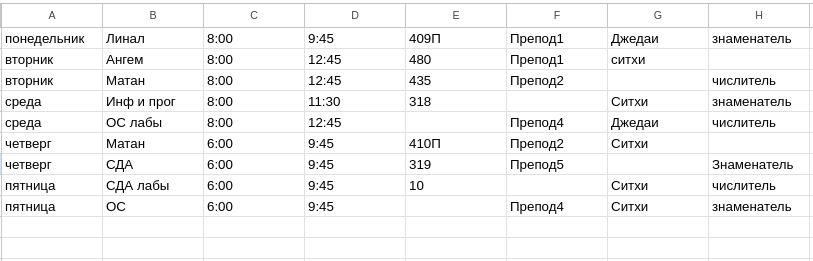 A B C D E F G H
понедельник Линал 8:00 9:45 409П Препод1 Джедаи знаменатель
вторник Ангем 8:00 12:45 480 Препод1 ситхи
вторник Матан 8:00 12:45 435 Препод2 числитель
среда Инф и прог 8:00 11:30 318 Ситхи знаменатель
среда ОС лабы 8:00 12:45 Препод4 Джедаи числитель
четверг Матан 6:00 9:45 410П Препод2 Ситхи
четверг СДА 6:00 9:45 319 Препод5 Знаменатель
пятница СДА лабы 6:00 9:45 10 Ситхи числитель
пятница ОС 6:00 9:45 Препод4 Ситхи знаменатель